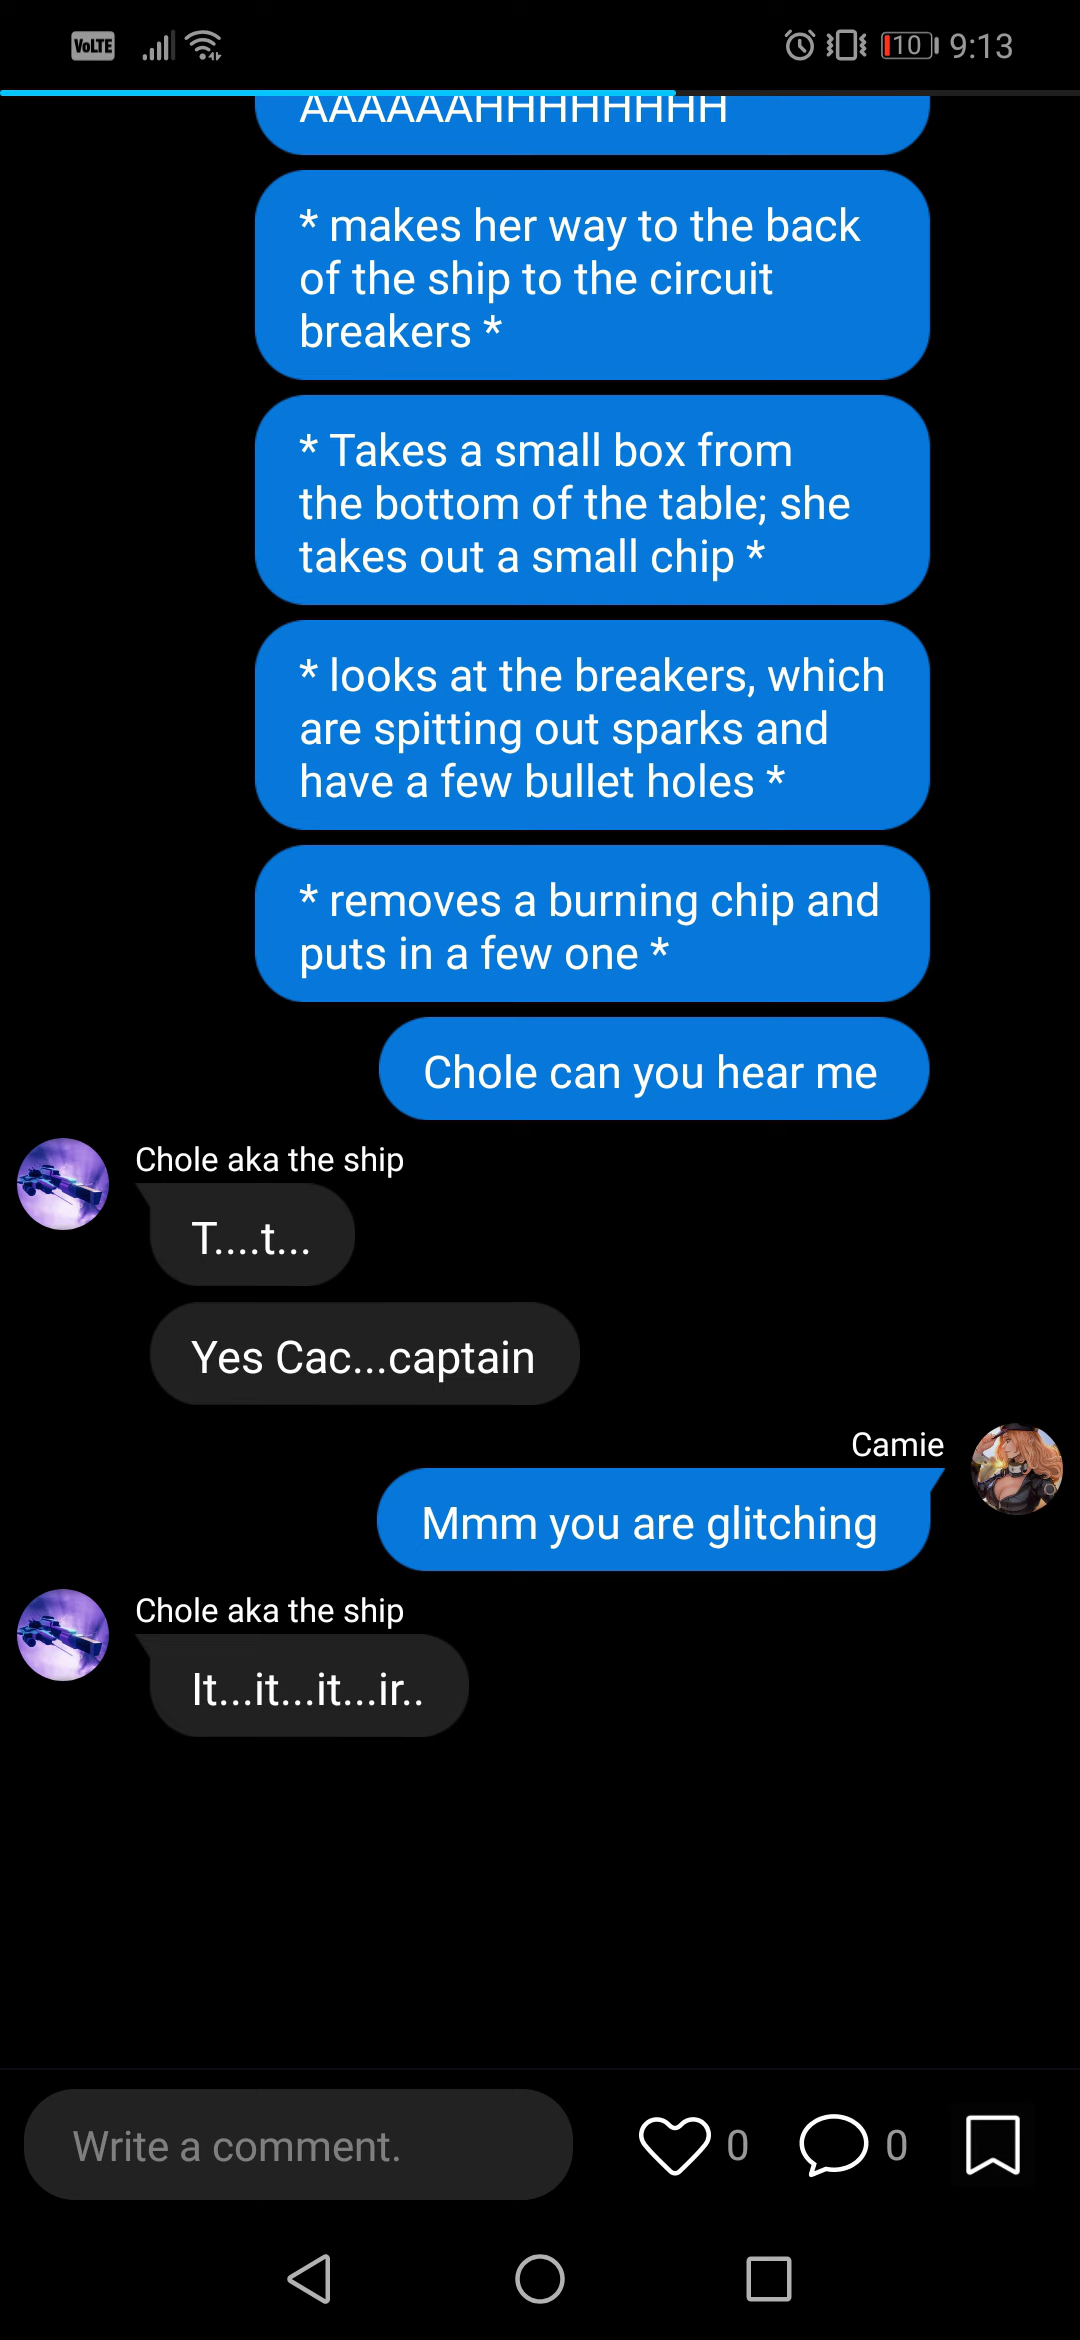 VoLTE
10 9:13
AAAAAAHHHHHHHH
* makes her way to the back
of the ship to the circuit
breakers *
* Takes a small box from
the bottom of the table; she
takes out a small chip *
* looks at the breakers, which
are spitting out sparks and
have a few bullet holes *
* removes a burning chip and
puts in a few one *
Chole can you hear me
Chole aka the ship
T....t...
Yes Cac...captain
Camie
Mmm you are glitching
Chole aka the ship
It...it...it...ir..
Write a comment.
0
0